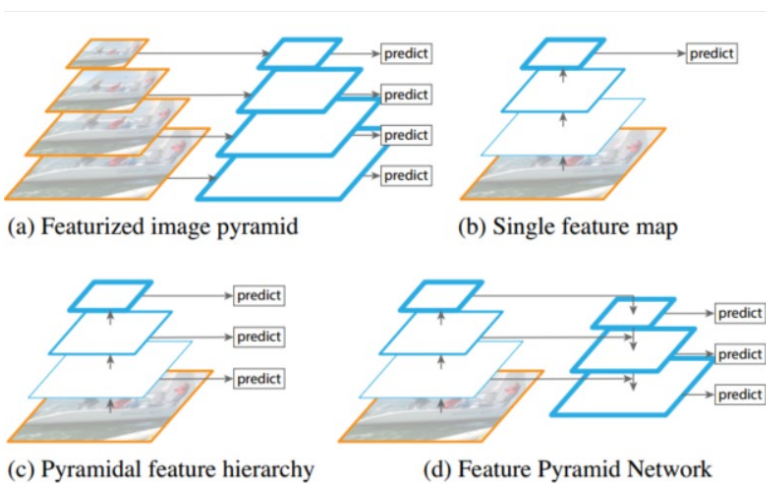 predict
predict
predict
predict
predict
(a) Featurized image pyramid
(b) Single feature map
predict
predict
predict
predict
predict
predict
(c) Pyramidal feature hierarchy
(d) Feature Pyramid Network